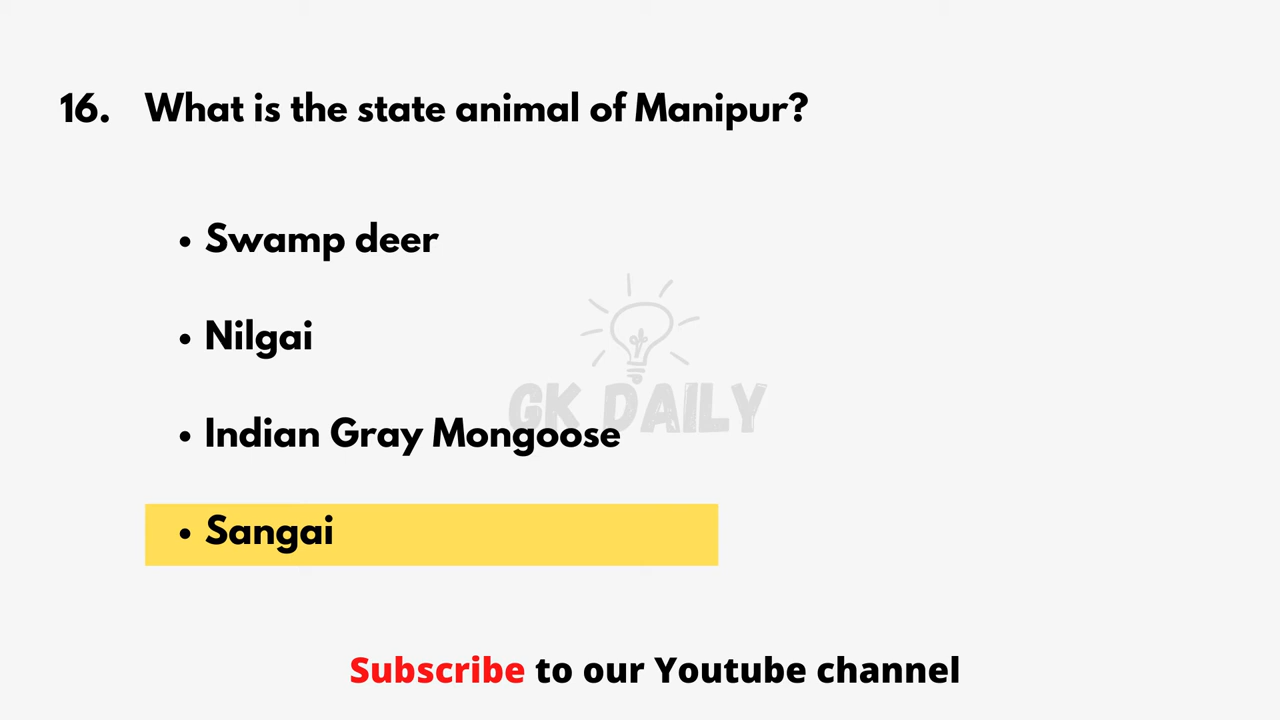 16. What is the state animal of Manipur?
• Swamp deer
• Nilgai
GK DAILY
• Indian Gray Mongoose
• Sangai
Subscribe to our Youtube channel